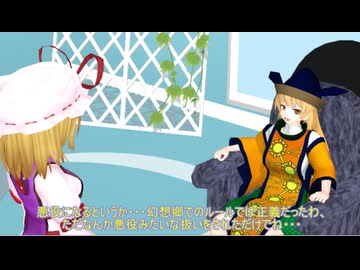 悪役になるというか・・・幻想郷でのルールでは正義だったわ、
ただなんか悪役みたいな扱いをされただけでね・・・